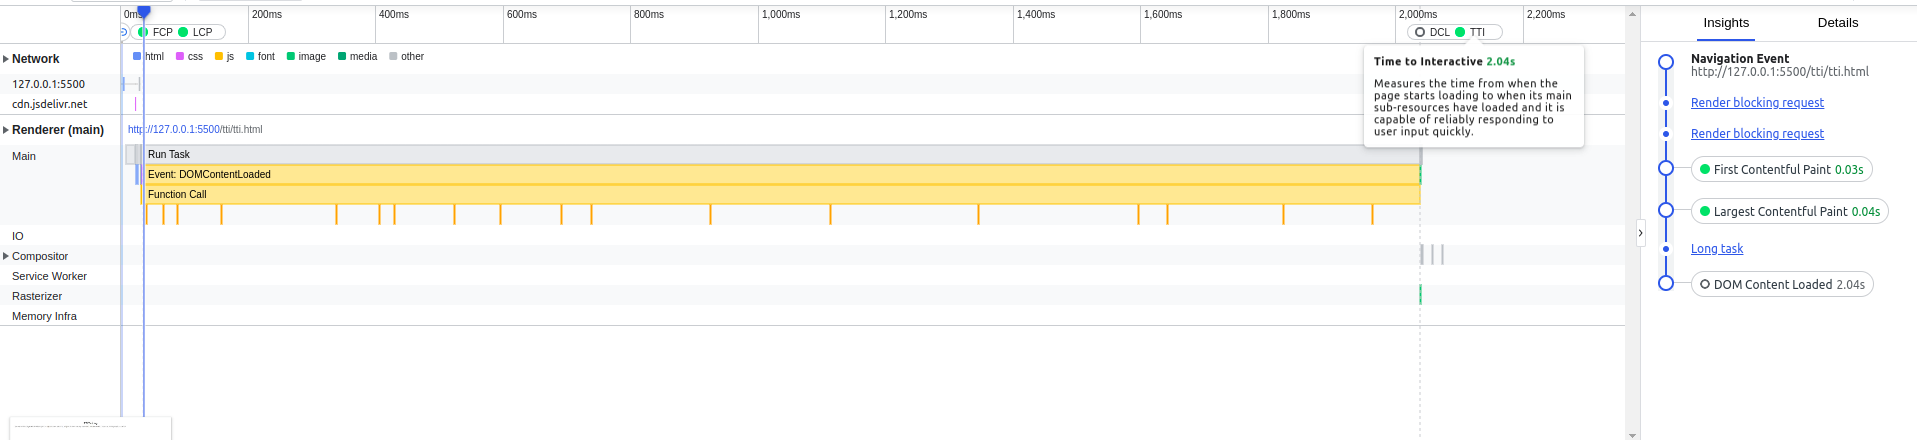 0ms 200ms 400ms 600ms 800ms 1,000ms 1,200ms 1,400ms 1,600ms 1,800ms 2,000ms 2,200ms
FCP LCP DCL TTI
Network
html css js font image media other
127.0.0.1:5500
cdn.jsdelivr.net
Renderer (main)
http://127.0.0.1:5500/tti/tti.html
Main
Run Task
Event: DOMContentLoaded
Function Call
IO
Compositor
Service Worker
Rasterizer
Memory Infra
Time to Interactive 2.04s
Measures the time from when the
page starts loading to when its main
sub-resources have loaded and it is
capable of reliably responding to
user input quickly.
Insights Details
Navigation Event
http://127.0.0.1:5500/tti/tti.html
Render blocking request
Render blocking request
First Contentful Paint 0.03s
Largest Contentful Paint 0.04s
Long task
DOM Content Loaded 2.04s